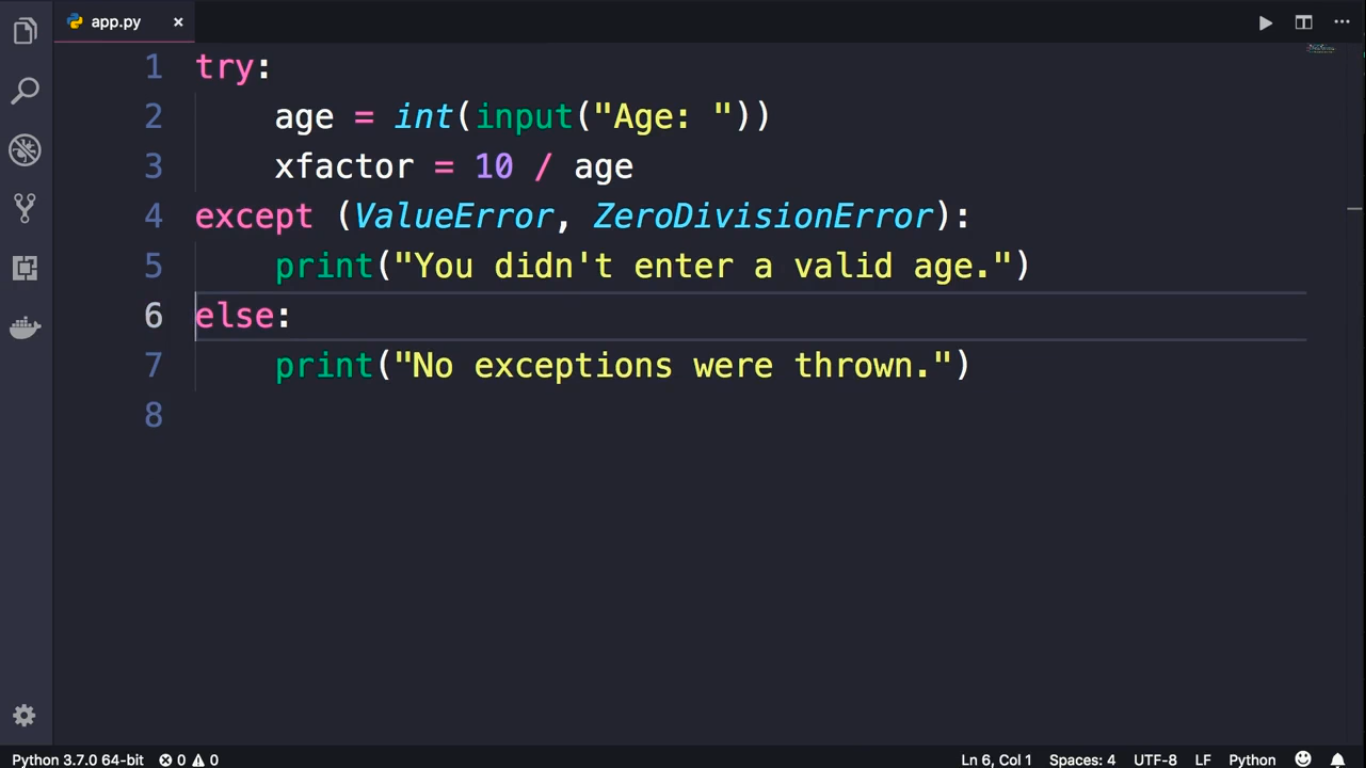 app.py ×
1 try:
2     age = int(input("Age: "))
3     xfactor = 10 / age
4 except (ValueError, ZeroDivisionError):
5     print("You didn't enter a valid age.")
6 else:
7     print("No exceptions were thrown.")
8
Python 3.7.0 64-bit 0 0 Ln 6, Col 1 Spaces: 4 UTF-8 LF Python